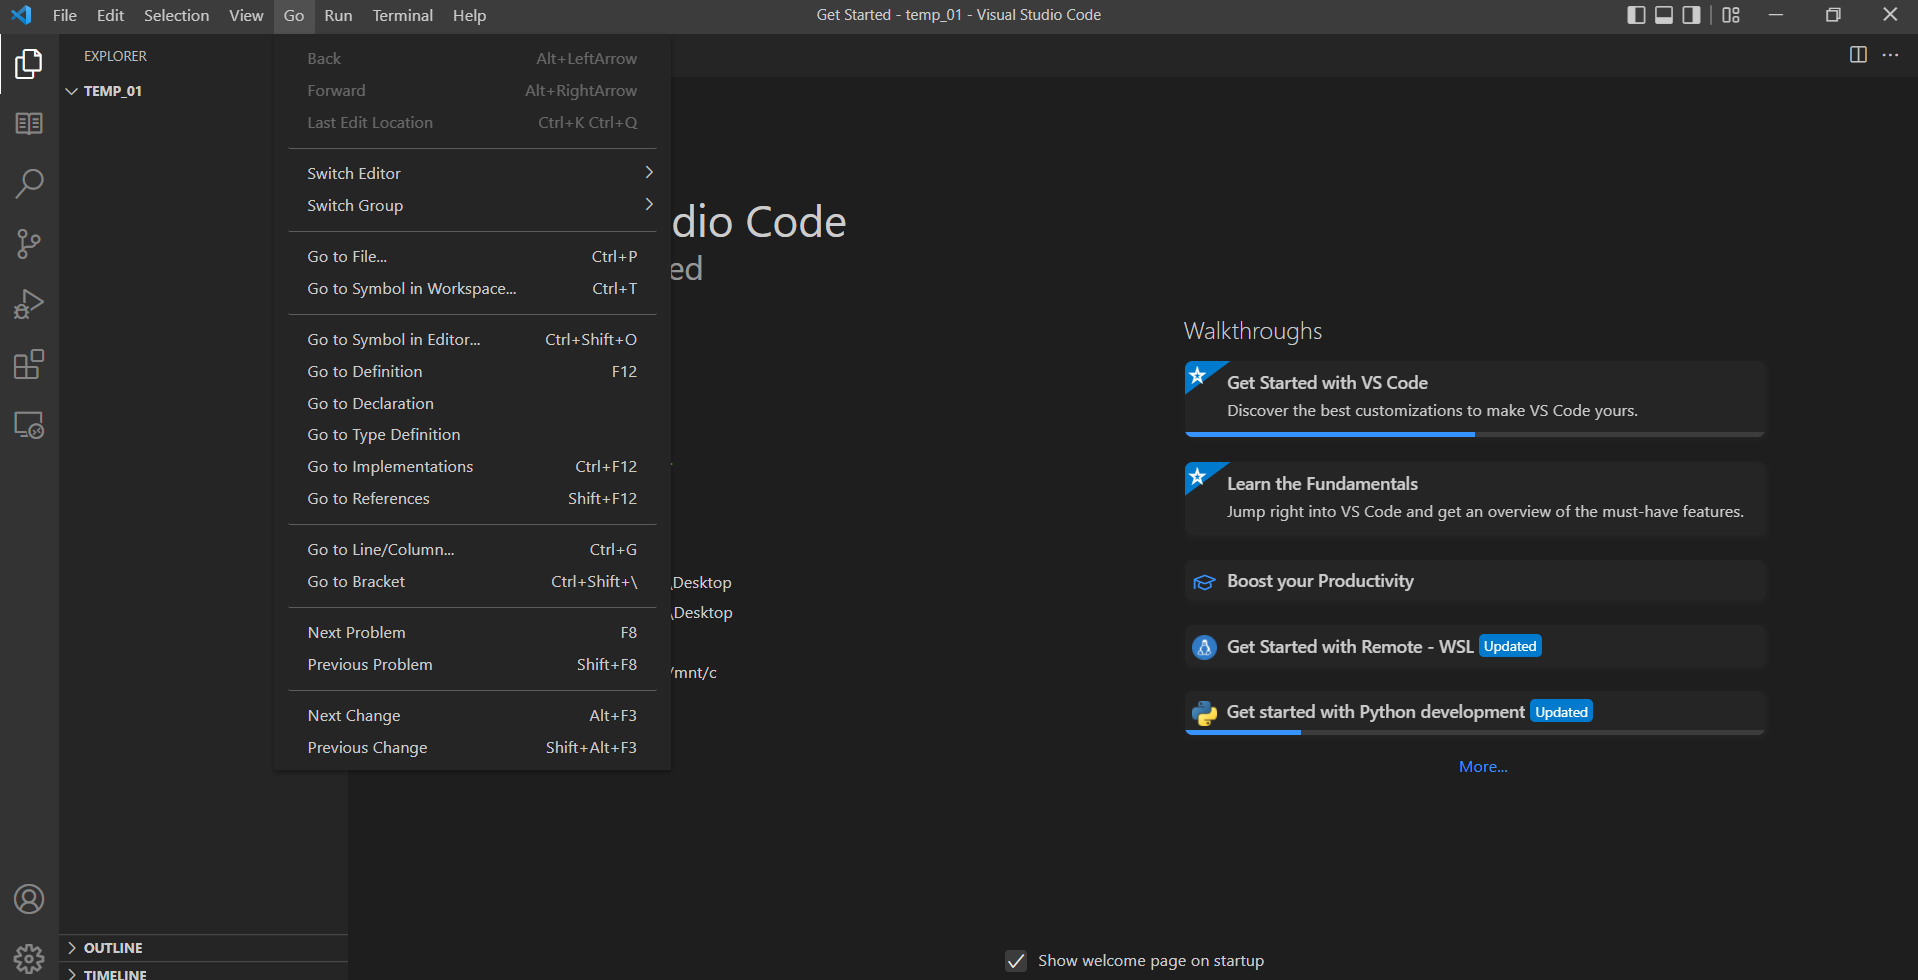 File Edit Selection View Go Run Terminal Help Get Started - temp_01 - Visual Studio Code
EXPLORER
TEMP_01
Back Alt+LeftArrow
Forward Alt+RightArrow
Last Edit Location Ctrl+K Ctrl+Q
Switch Editor
Switch Group
Go to File... Ctrl+P
Go to Symbol in Workspace... Ctrl+T
Go to Symbol in Editor... Ctrl+Shift+O
Go to Definition F12
Go to Declaration
Go to Type Definition
Go to Implementations Ctrl+F12
Go to References Shift+F12
Go to Line/Column... Ctrl+G
Go to Bracket Ctrl+Shift+\
Next Problem F8
Previous Problem Shift+F8
Next Change Alt+F3
Previous Change Shift+Alt+F3
dio Code
ed
\Desktop
\Desktop
/mnt/c
Walkthroughs
Get Started with VS Code
Discover the best customizations to make VS Code yours.
Learn the Fundamentals
Jump right into VS Code and get an overview of the must-have features.
Boost your Productivity
Get Started with Remote - WSL Updated
Get started with Python development Updated
More...
OUTLINE
TIMELINE
Show welcome page on startup